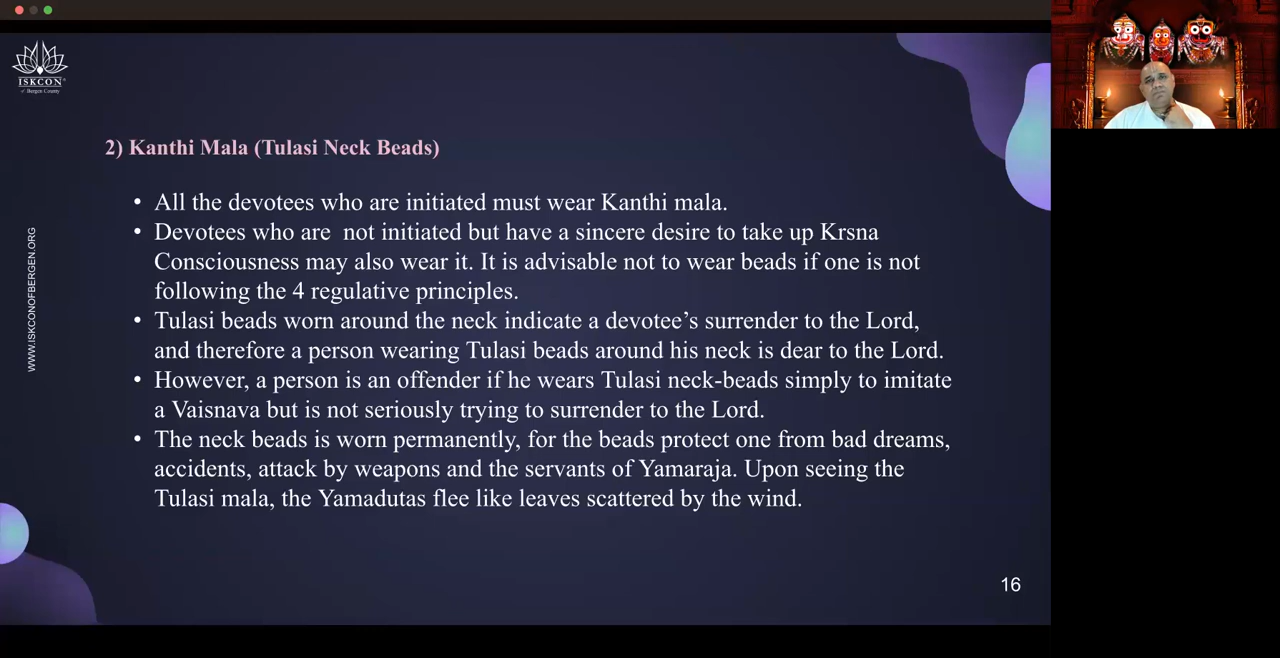 ISKCON
of Bergen County
WWW.ISKCONOFBERGEN.ORG
2) Kanthi Mala (Tulasi Neck Beads)
• All the devotees who are initiated must wear Kanthi mala.
• Devotees who are  not initiated but have a sincere desire to take up Krsna
Consciousness may also wear it. It is advisable not to wear beads if one is not
following the 4 regulative principles.
• Tulasi beads worn around the neck indicate a devotee’s surrender to the Lord,
and therefore a person wearing Tulasi beads around his neck is dear to the Lord.
• However, a person is an offender if he wears Tulasi neck-beads simply to imitate
a Vaisnava but is not seriously trying to surrender to the Lord.
• The neck beads is worn permanently, for the beads protect one from bad dreams,
accidents, attack by weapons and the servants of Yamaraja. Upon seeing the
Tulasi mala, the Yamadutas flee like leaves scattered by the wind.
16